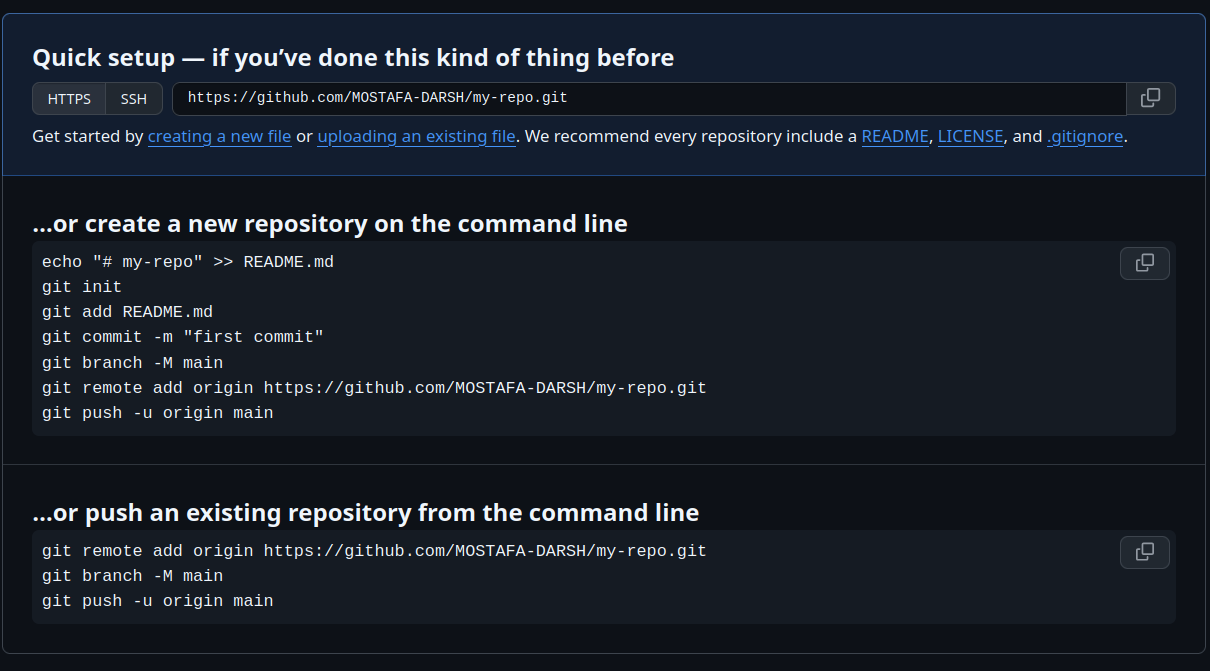 Quick setup — if you’ve done this kind of thing before
HTTPS SSH https://github.com/MOSTAFA-DARSH/my-repo.git
Get started by creating a new file or uploading an existing file. We recommend every repository include a README, LICENSE, and .gitignore.
…or create a new repository on the command line
echo "# my-repo" >> README.md
git init
git add README.md
git commit -m "first commit"
git branch -M main
git remote add origin https://github.com/MOSTAFA-DARSH/my-repo.git
git push -u origin main
…or push an existing repository from the command line
git remote add origin https://github.com/MOSTAFA-DARSH/my-repo.git
git branch -M main
git push -u origin main